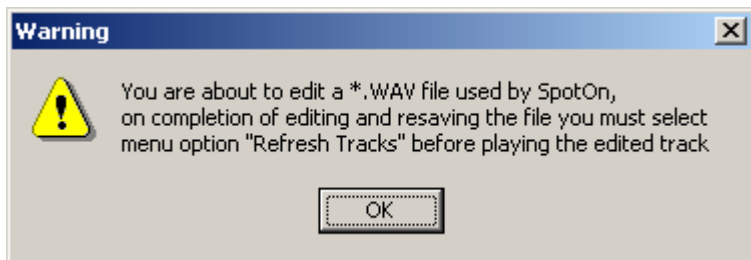 Warning
You are about to edit a *.WAV file used by SpotOn,
on completion of editing and resaving the file you must select
menu option "Refresh Tracks" before playing the edited track
OK